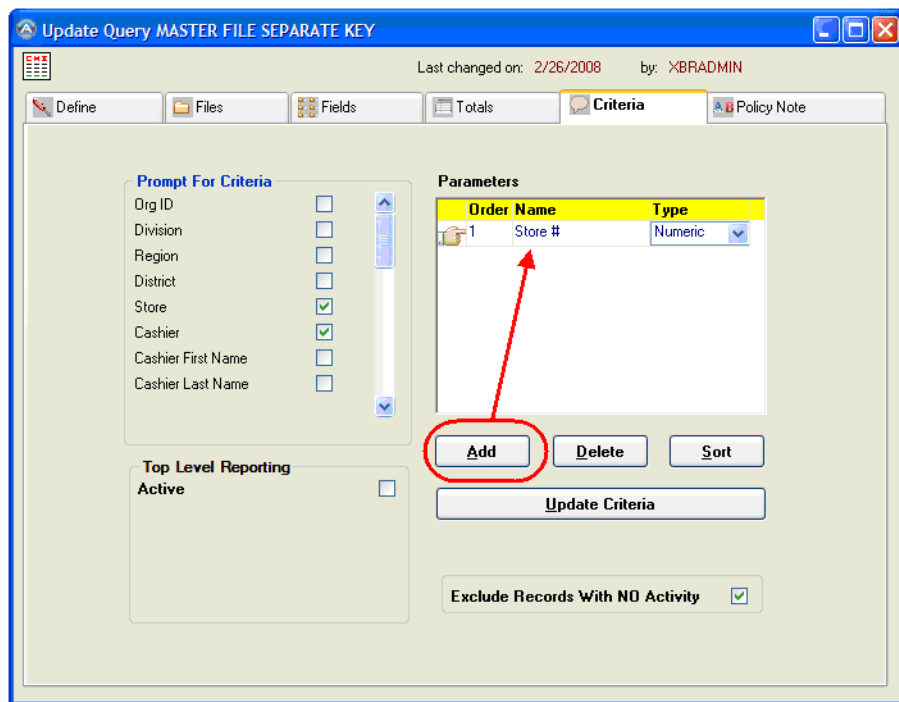 Update Query MASTER FILE SEPARATE KEY
Last changed on: 2/26/2008 by: XBRADMIN
Define Files Fields Totals Criteria Policy Note
Prompt For Criteria
Org ID
Division
Region
District
Store
Cashier
Cashier First Name
Cashier Last Name
Parameters
Order Name Type
1 Store # Numeric
Add Delete Sort
Update Criteria
Top Level Reporting
Active
Exclude Records With NO Activity